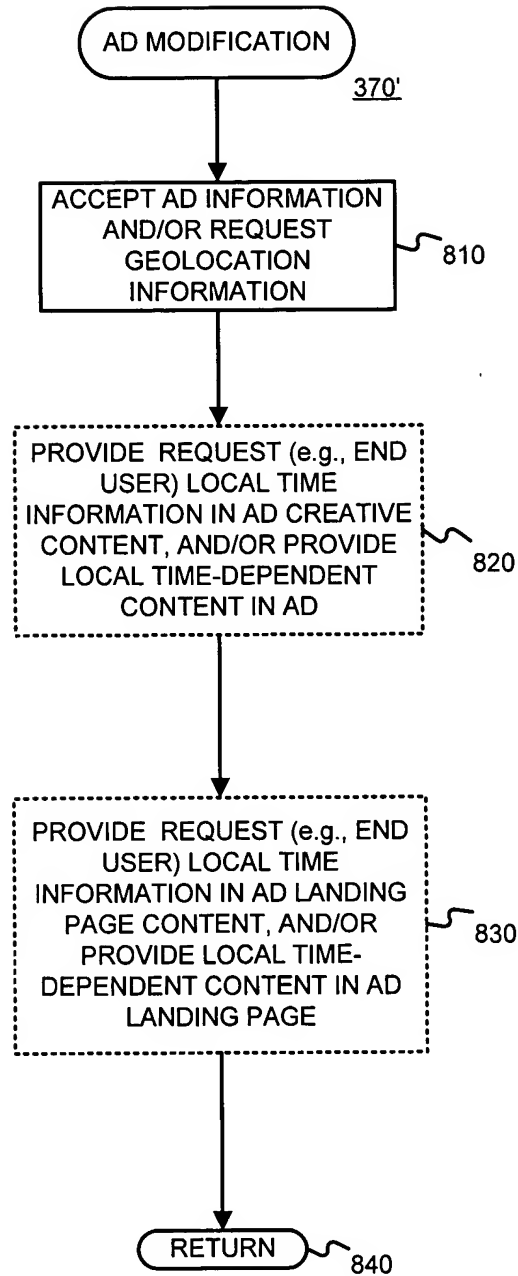 AD MODIFICATION
370'
ACCEPT AD INFORMATION
AND/OR REQUEST
GEOLOCATION
INFORMATION
810
PROVIDE REQUEST (e.g., END
USER) LOCAL TIME
INFORMATION IN AD CREATIVE
CONTENT, AND/OR PROVIDE
LOCAL TIME-DEPENDENT
CONTENT IN AD
820
PROVIDE REQUEST (e.g., END
USER) LOCAL TIME
INFORMATION IN AD LANDING
PAGE CONTENT, AND/OR
PROVIDE LOCAL TIME-
DEPENDENT CONTENT IN AD
LANDING PAGE
830
RETURN
840